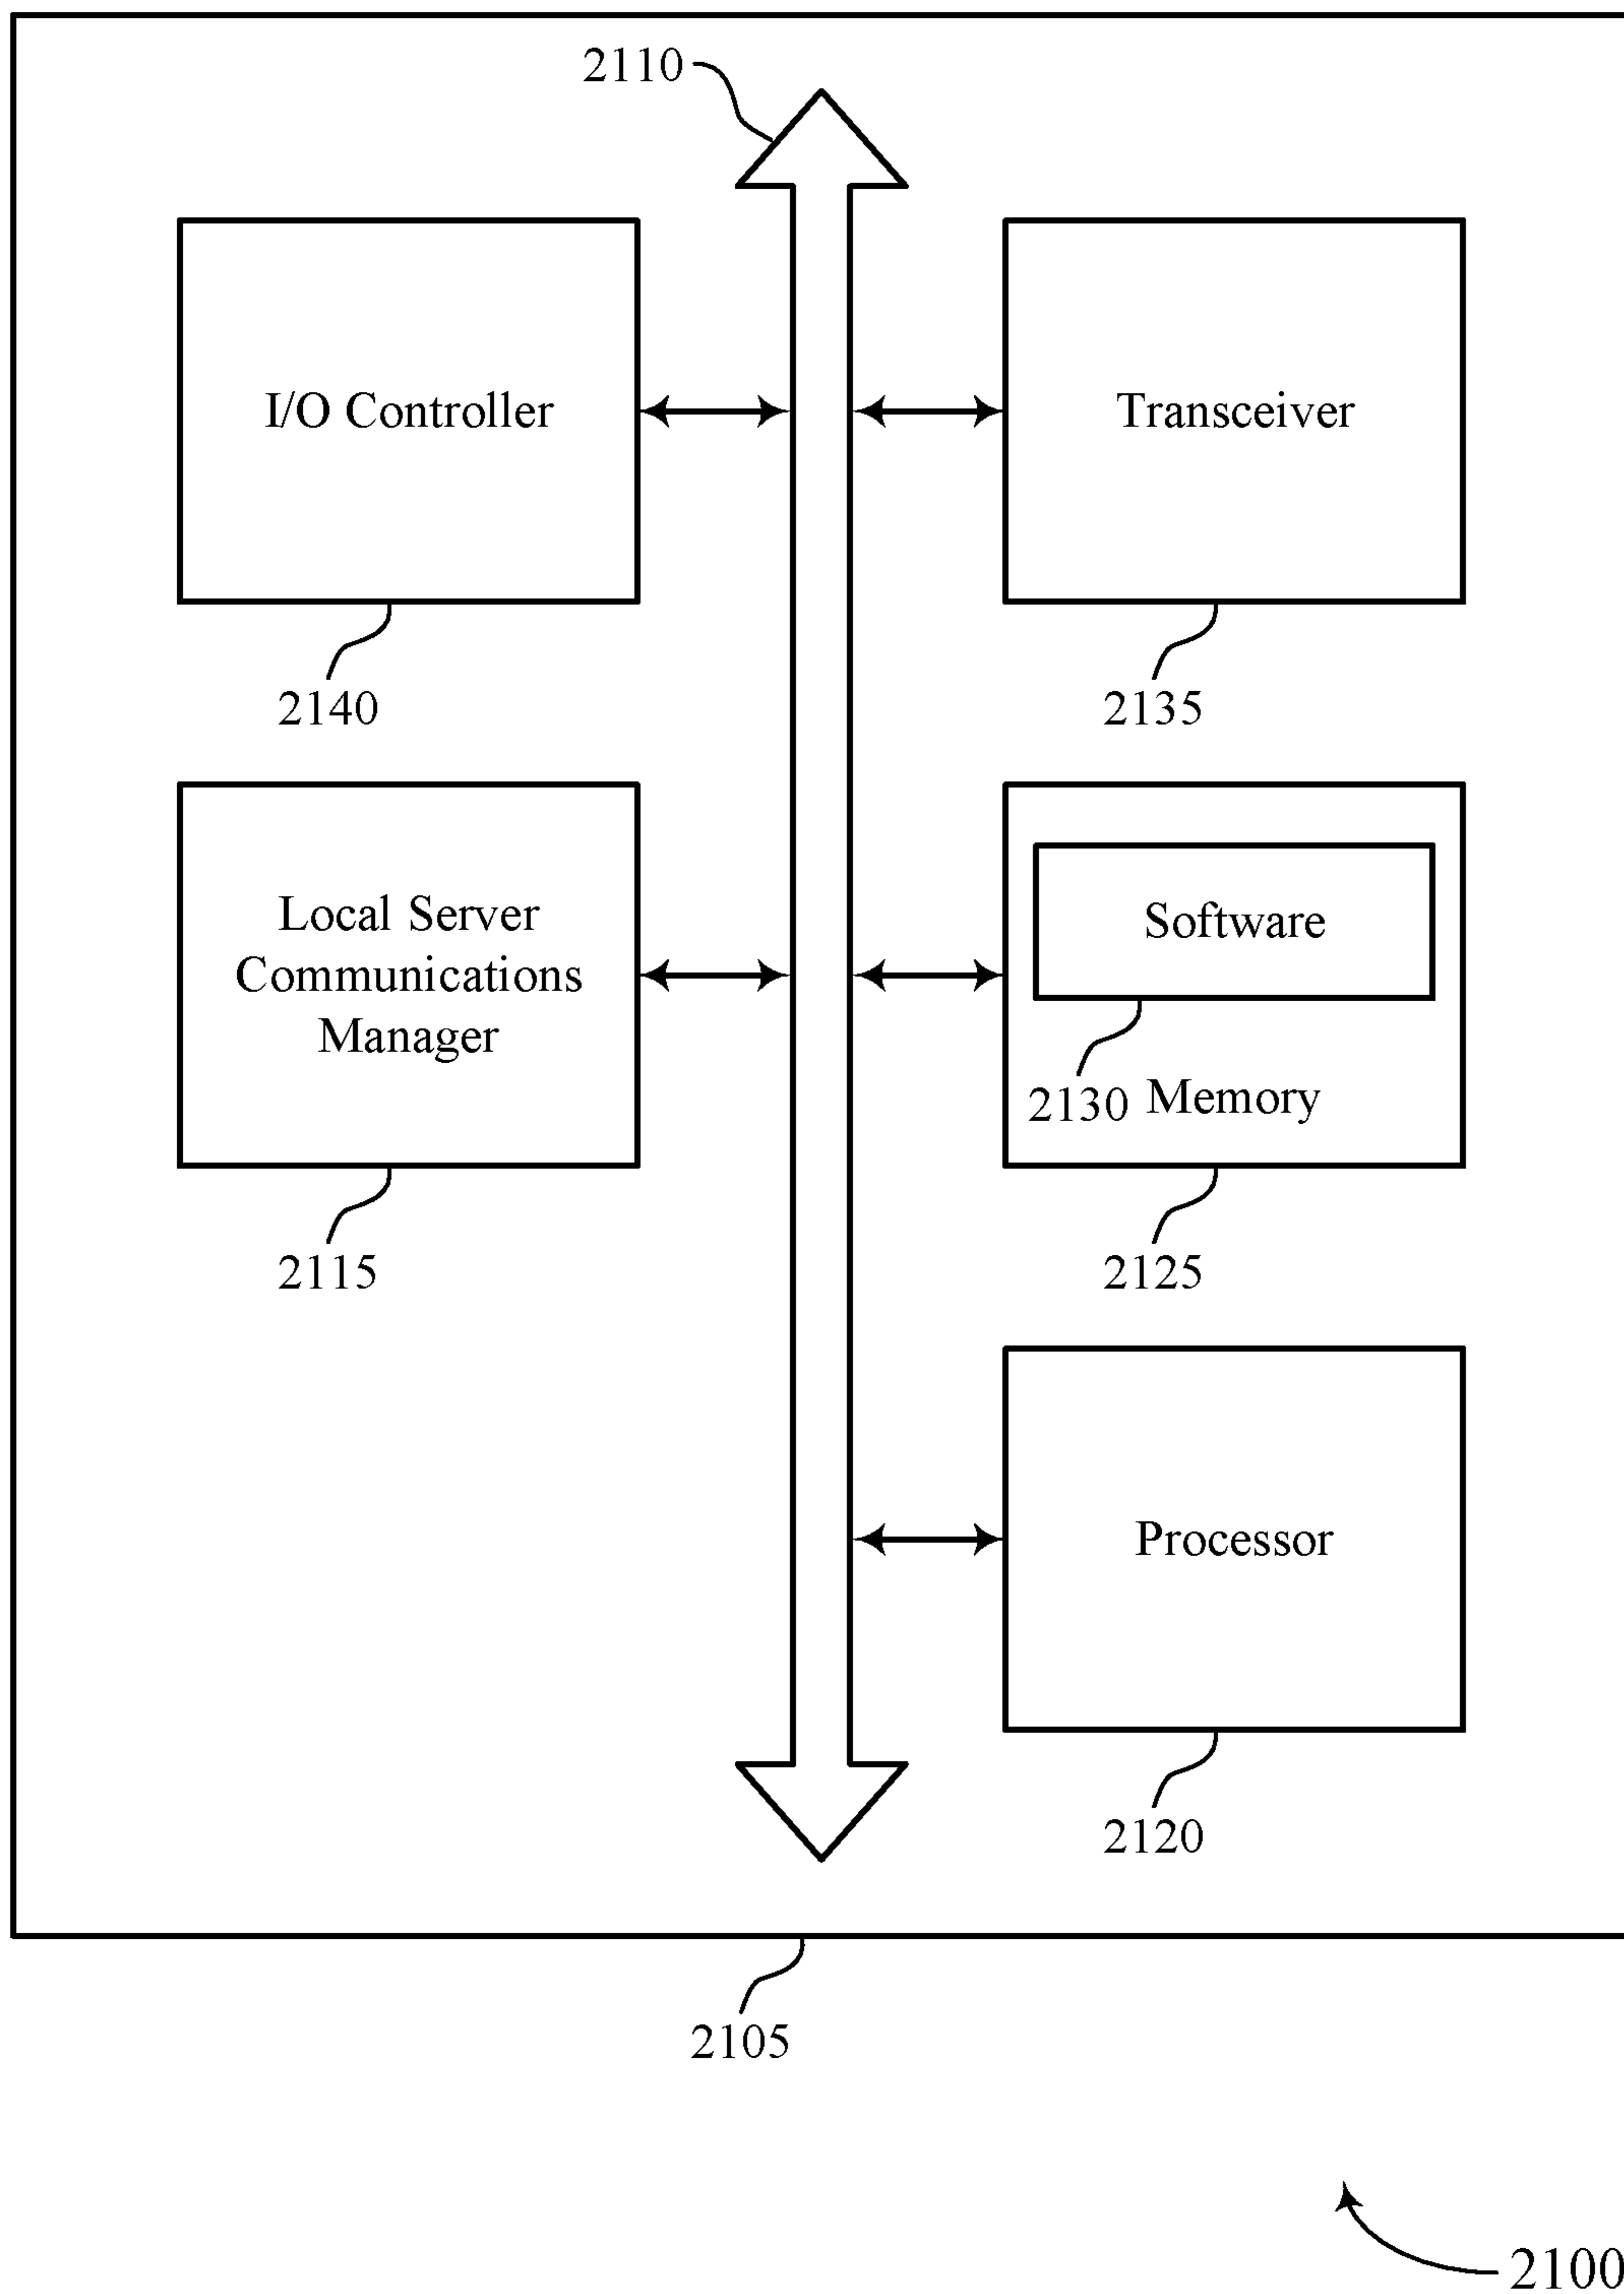 2110
I/O Controller
Transceiver
2140
2135
Local Server
Communications
Manager
Software
2130
Memory
2115
2125
Processor
2120
2105
2100